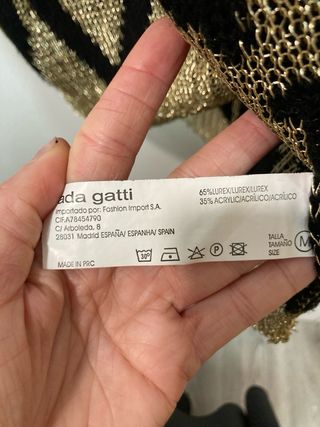 ada gatti
Importado por: Fashion Import S.A.
CIF:A78454790
C/ Arboleda, 8
28031 Madrid ESPAÑA/ ESPANHA/ SPAIN
MADE IN PRC
65%LUREX/LUREX/LUREX
35% ACRYLIC/ACRÍLICO/ACRÍLICO
30°
P
TALLA
TAMAÑO
SIZE
M